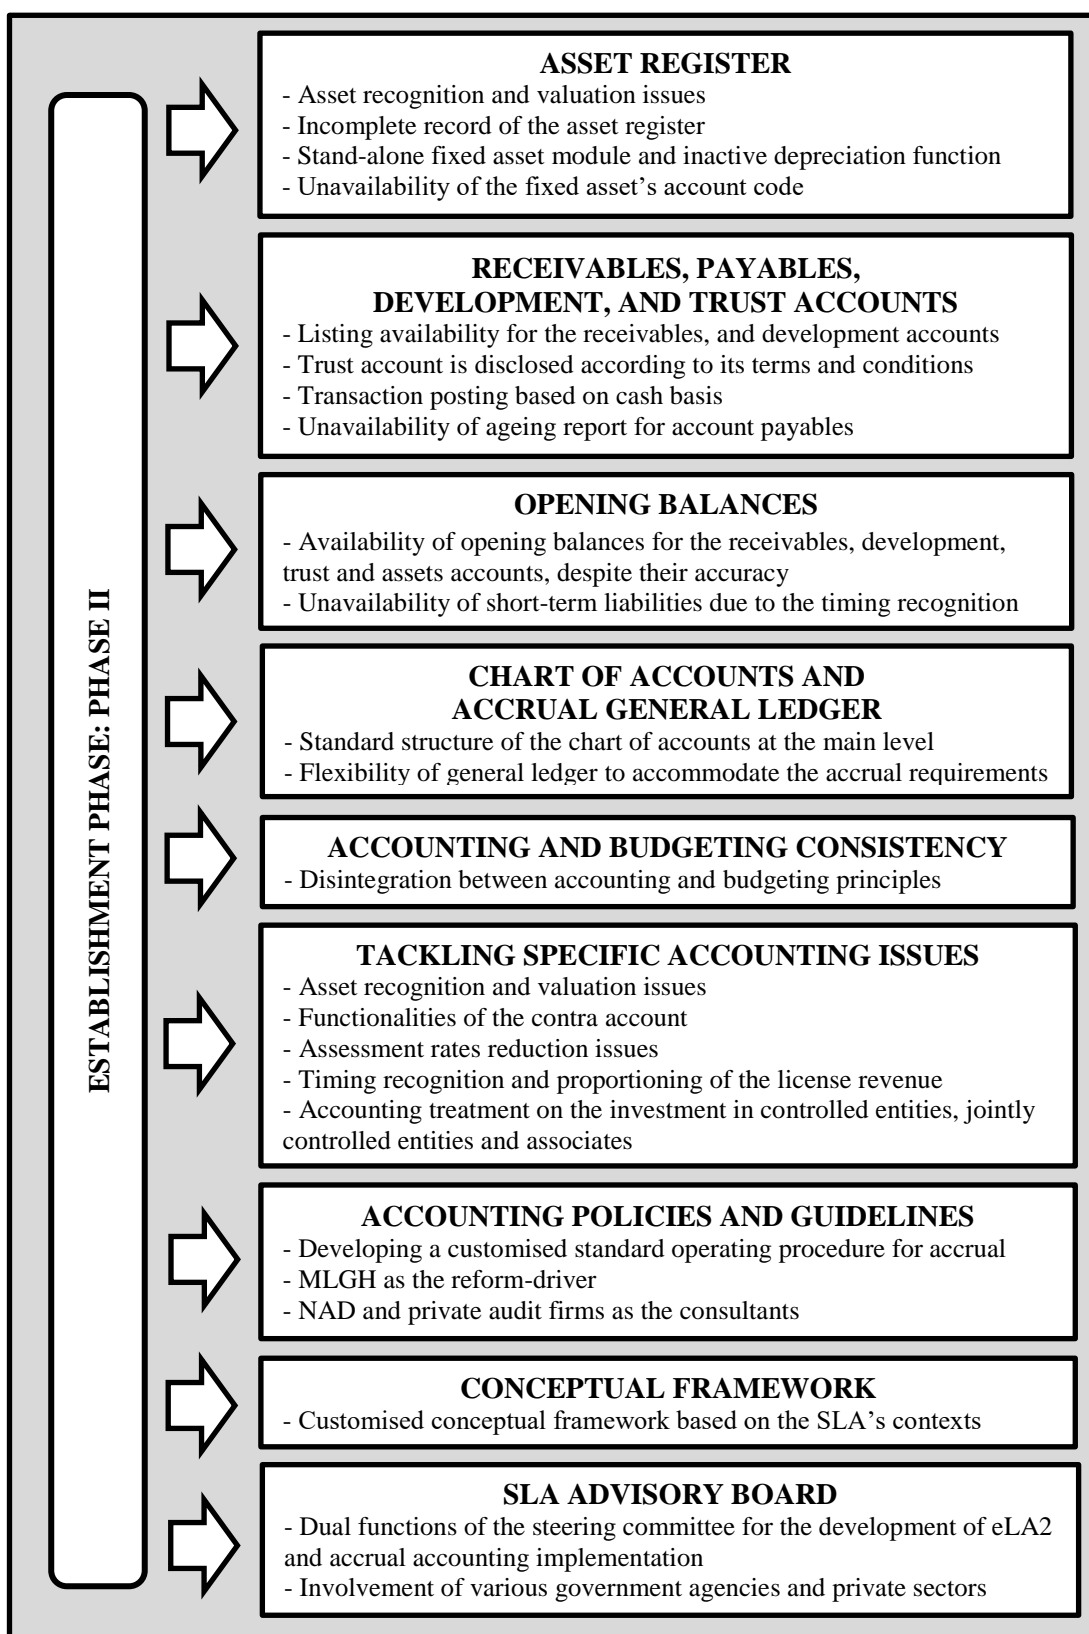 ESTABLISHMENT PHASE: PHASE II
ASSET REGISTER
- Asset recognition and valuation issues
- Incomplete record of the asset register
- Stand-alone fixed asset module and inactive depreciation function
- Unavailability of the fixed asset’s account code
RECEIVABLES, PAYABLES,
DEVELOPMENT, AND TRUST ACCOUNTS
- Listing availability for the receivables, and development accounts
- Trust account is disclosed according to its terms and conditions
- Transaction posting based on cash basis
- Unavailability of ageing report for account payables
OPENING BALANCES
- Availability of opening balances for the receivables, development,
trust and assets accounts, despite their accuracy
- Unavailability of short-term liabilities due to the timing recognition
CHART OF ACCOUNTS AND
ACCRUAL GENERAL LEDGER
- Standard structure of the chart of accounts at the main level
- Flexibility of general ledger to accommodate the accrual requirements
ACCOUNTING AND BUDGETING CONSISTENCY
- Disintegration between accounting and budgeting principles
TACKLING SPECIFIC ACCOUNTING ISSUES
- Asset recognition and valuation issues
- Functionalities of the contra account
- Assessment rates reduction issues
- Timing recognition and proportioning of the license revenue
- Accounting treatment on the investment in controlled entities, jointly
controlled entities and associates
ACCOUNTING POLICIES AND GUIDELINES
- Developing a customised standard operating procedure for accrual
- MLGH as the reform-driver
- NAD and private audit firms as the consultants
CONCEPTUAL FRAMEWORK
- Customised conceptual framework based on the SLA’s contexts
SLA ADVISORY BOARD
- Dual functions of the steering committee for the development of eLA2
and accrual accounting implementation
- Involvement of various government agencies and private sectors